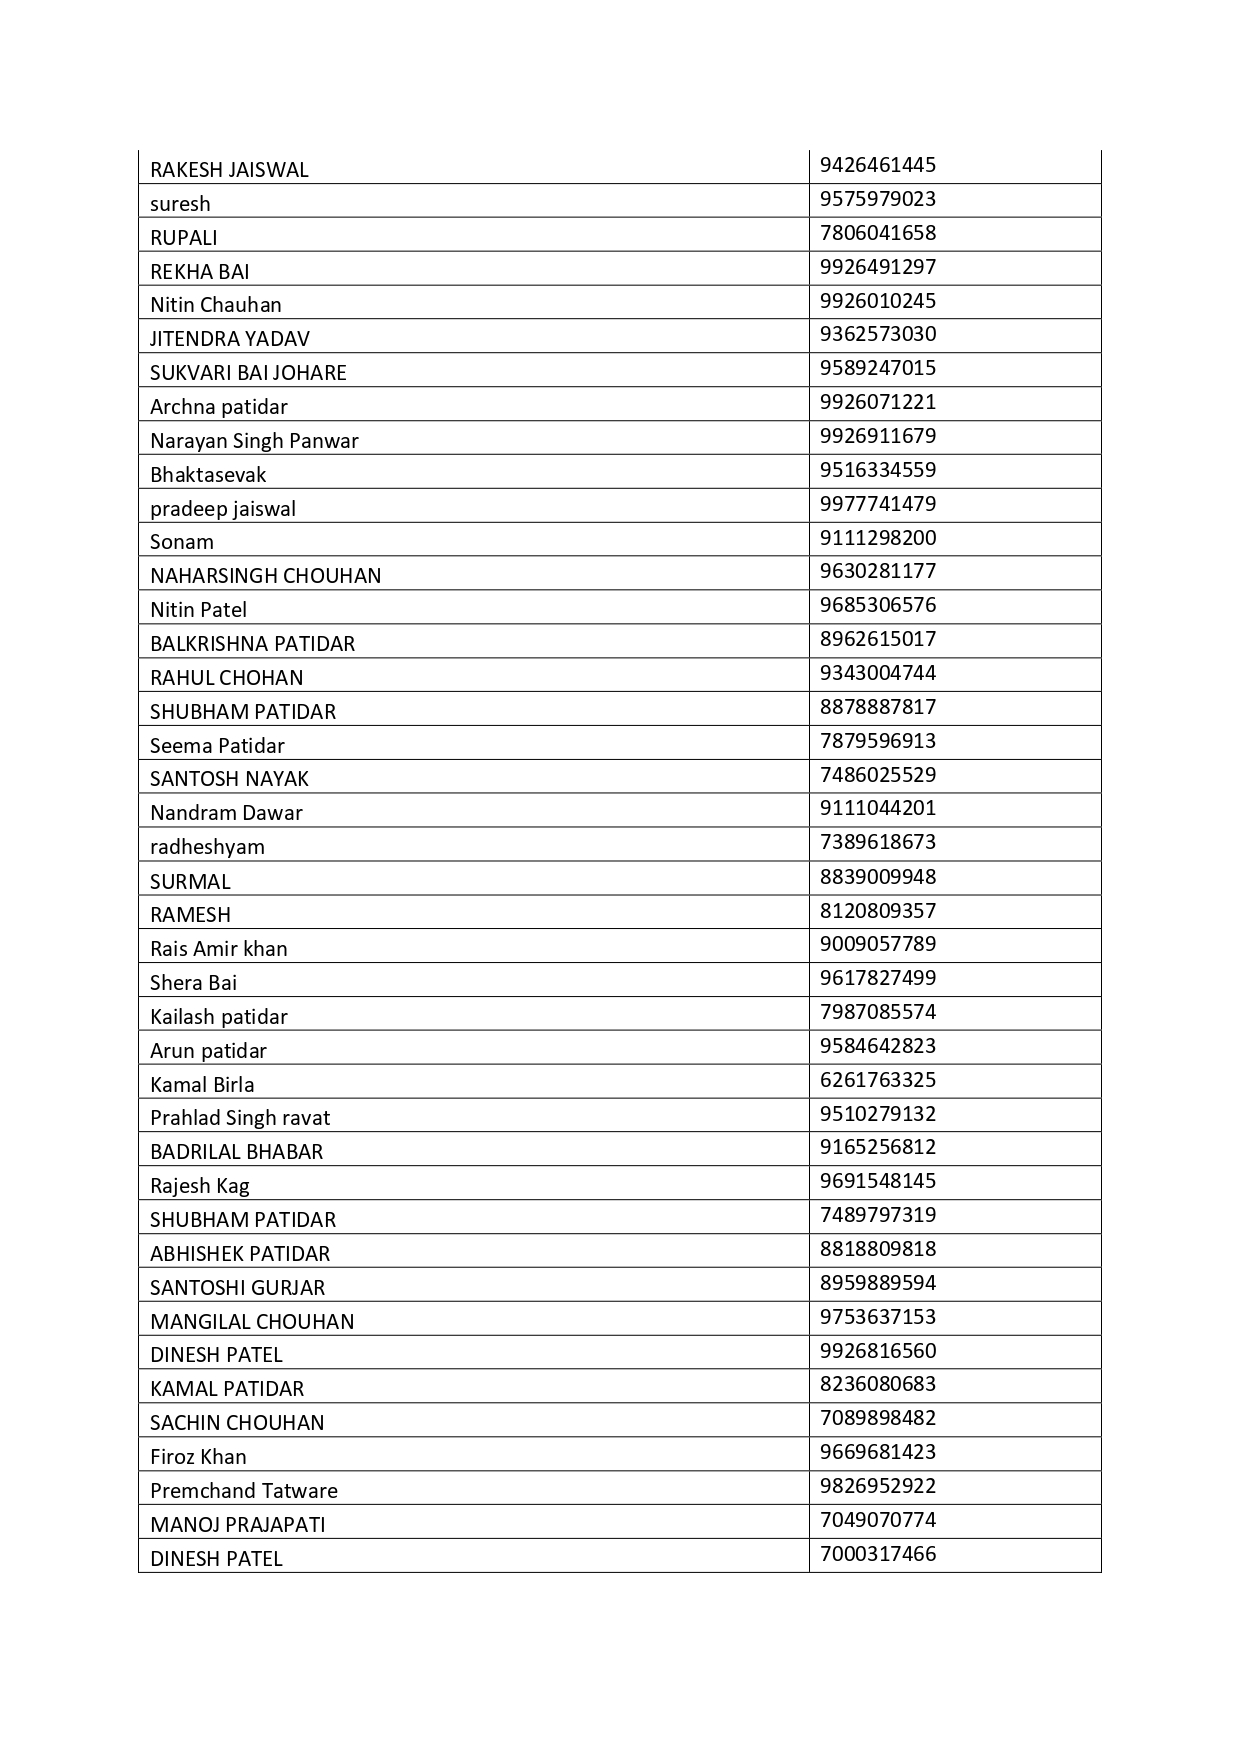 RAKESH JAISWAL 9426461445
suresh 9575979023
RUPALI 7806041658
REKHA BAI 9926491297
Nitin Chauhan 9926010245
JITENDRA YADAV 9362573030
SUKVARI BAI JOHARE 9589247015
Archna patidar 9926071221
Narayan Singh Panwar 9926911679
Bhaktasevak 9516334559
pradeep jaiswal 9977741479
Sonam 9111298200
NAHARSINGH CHOUHAN 9630281177
Nitin Patel 9685306576
BALKRISHNA PATIDAR 8962615017
RAHUL CHOHAN 9343004744
SHUBHAM PATIDAR 8878887817
Seema Patidar 7879596913
SANTOSH NAYAK 7486025529
Nandram Dawar 9111044201
radheshyam 7389618673
SURMAL 8839009948
RAMESH 8120809357
Rais Amir khan 9009057789
Shera Bai 9617827499
Kailash patidar 7987085574
Arun patidar 9584642823
Kamal Birla 6261763325
Prahlad Singh ravat 9510279132
BADRILAL BHABAR 9165256812
Rajesh Kag 9691548145
SHUBHAM PATIDAR 7489797319
ABHISHEK PATIDAR 8818809818
SANTOSHI GURJAR 8959889594
MANGILAL CHOUHAN 9753637153
DINESH PATEL 9926816560
KAMAL PATIDAR 8236080683
SACHIN CHOUHAN 7089898482
Firoz Khan 9669681423
Premchand Tatware 9826952922
MANOJ PRAJAPATI 7049070774
DINESH PATEL 7000317466